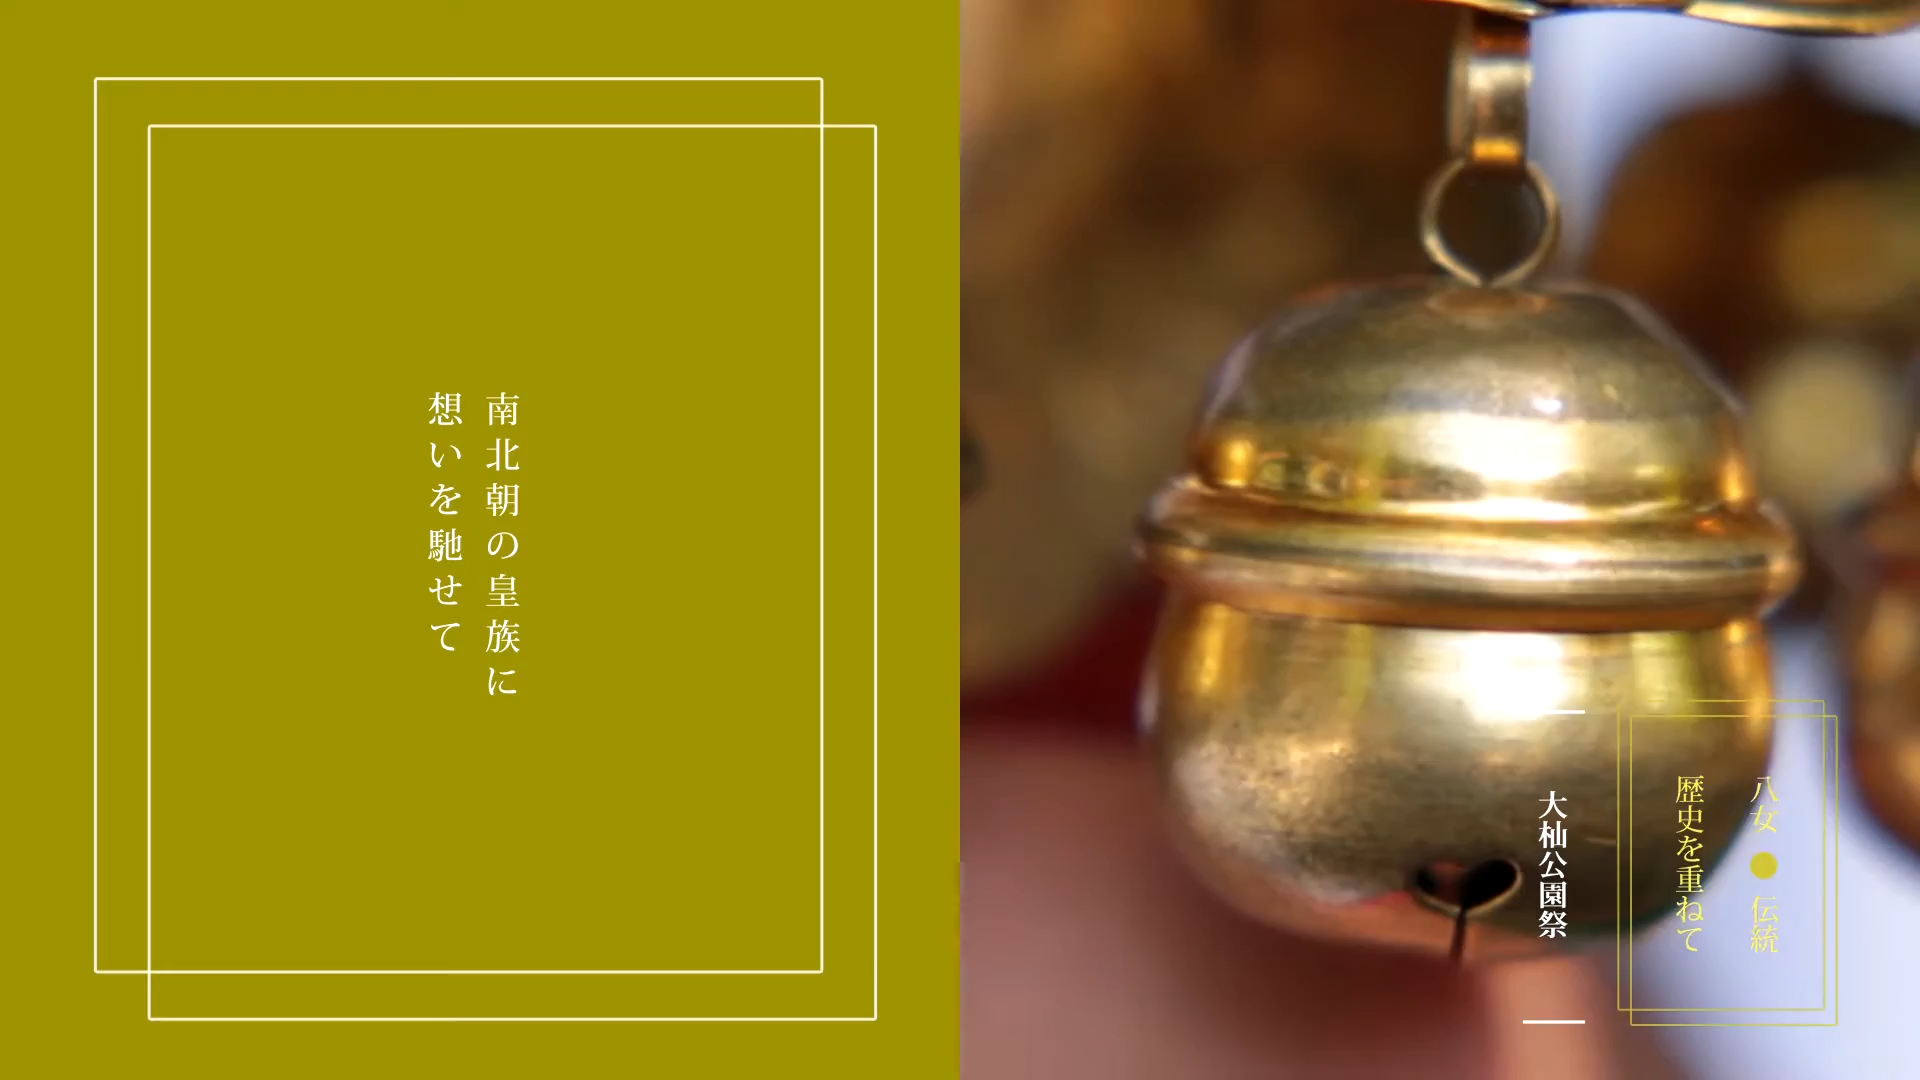 南北朝の皇族に
想いを馳せて
八女●伝統
歴史を重ねて
大杣公園祭